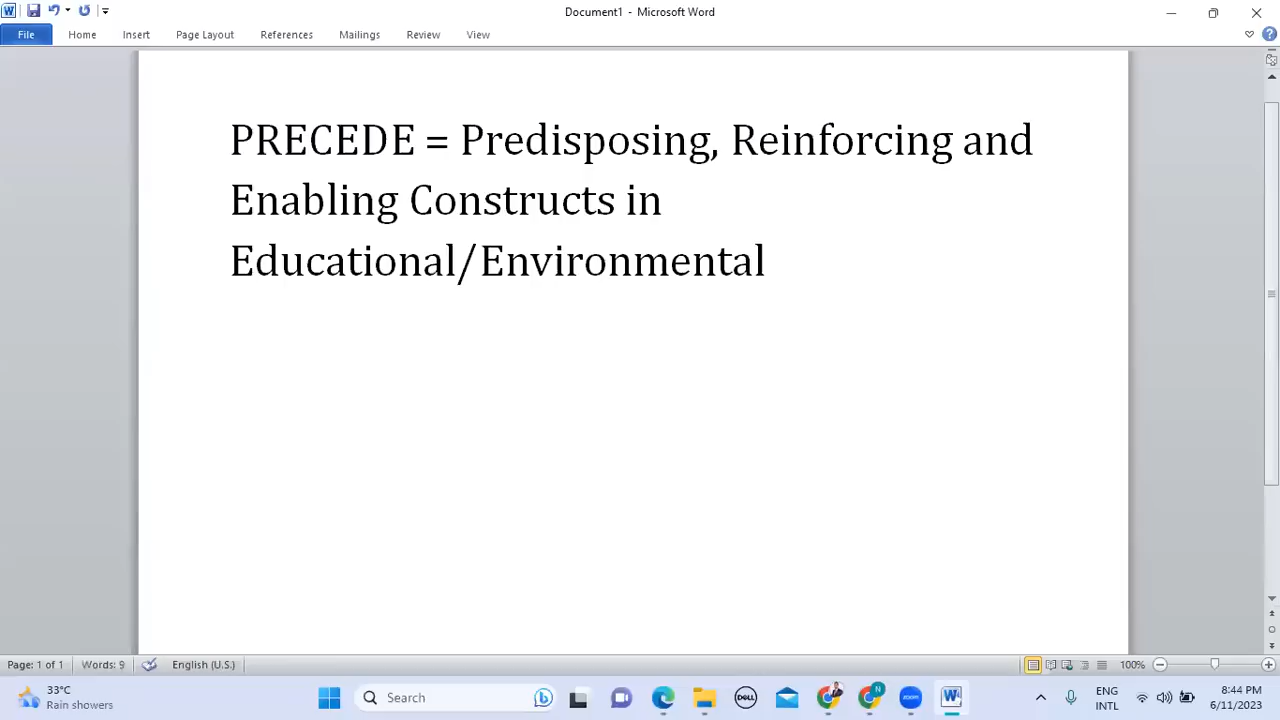 Document1 - Microsoft Word
File Home Insert Page Layout References Mailings Review View
PRECEDE = Predisposing, Reinforcing and
Enabling Constructs in
Educational/Environmental
Page: 1 of 1 Words: 9 English (U.S.) 100%
33°C
Rain showers
Search
DELL
ENG
INTL
8:44 PM
6/11/2023